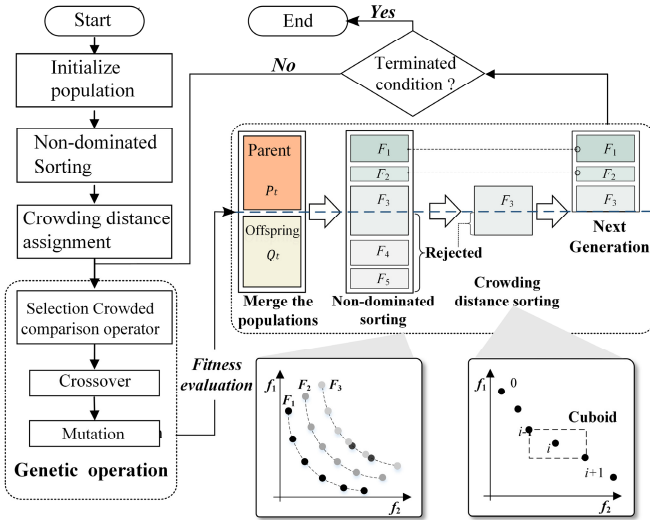 Start
End
Yes
Initialize
population
No
Terminated
condition ?
Non-dominated
Sorting
Crowding distance
assignment
Parent
Pt
Offspring
Qt
F1
F2
F3
F4
F5
F3
Rejected
F1
F2
F3
Next
Generation
Merge the
populations
Non-dominated
sorting
Crowding
distance sorting
Selection Crowded
comparison operator
Crossover
Mutation
Genetic operation
Fitness
evaluation
f1
F1
F2
F3
f2
f1
0
Cuboid
i-
i
i+1
f2